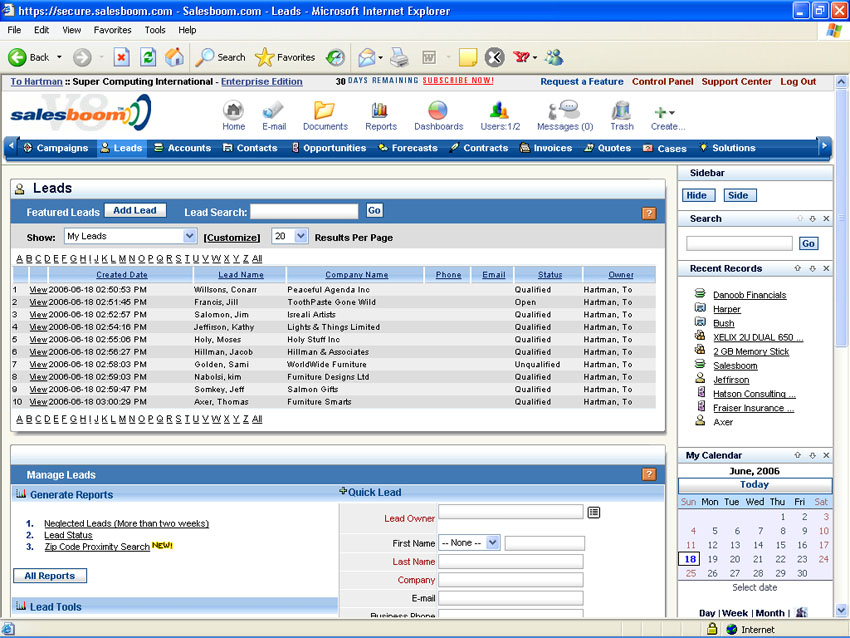 https://secure.salesboom.com - Salesboom.com - Leads - Microsoft Internet Explorer
File Edit View Favorites Tools Help
Back Search Favorites
To Hartman :: Super Computing International - Enterprise Edition 30 DAYS REMAINING SUBSCRIBE NOW! Request a Feature Control Panel Support Center Log Out
V8 salesboom™
Home E-mail Documents Reports Dashboards Users:1/2 Messages (0) Trash Create...
Campaigns Leads Accounts Contacts Opportunities Forecasts Contracts Invoices Quotes Cases Solutions
Leads
Featured Leads Add Lead Lead Search: Go ?
Show: My Leads [Customize] 20 Results Per Page
A B C D E F G H I J K L M N O P Q R S T U V W X Y Z All
Created Date Lead Name Company Name Phone Email Status Owner
1 View 2006-06-18 02:50:53 PM Willsons, Conarr Peaceful Agenda Inc Qualified Hartman, To
2 View 2006-06-18 02:51:45 PM Francis, Jill ToothPaste Gone Wild Open Hartman, To
3 View 2006-06-18 02:52:57 PM Salomon, Jim Isreali Artists Qualified Hartman, To
4 View 2006-06-18 02:54:16 PM Jeffirson, Kathy Lights & Things Limited Qualified Hartman, To
5 View 2006-06-18 02:55:06 PM Holy, Moses Holy Stuff Inc Qualified Hartman, To
6 View 2006-06-18 02:56:27 PM Hillman, Jacob Hillman & Associates Qualified Hartman, To
7 View 2006-06-18 02:58:03 PM Golden, Sami WorldWide Furniture Unqualified Hartman, To
8 View 2006-06-18 02:59:03 PM Nabolsi, kim Furniture Designs Ltd Qualified Hartman, To
9 View 2006-06-18 02:59:47 PM Somkey, Jeff Salmon Gifts Qualified Hartman, To
10 View 2006-06-18 03:00:29 PM Axer, Thomas Furniture Smarts Qualified Hartman, To
A B C D E F G H I J K L M N O P Q R S T U V W X Y Z All
Manage Leads ?
Generate Reports
1. Neglected Leads (More than two weeks)
2. Lead Status
3. Zip Code Proximity Search NEW!
All Reports
Lead Tools
Quick Lead
Lead Owner
First Name -- None --
Last Name
Company
E-mail
Business Phone
Sidebar
Hide Side
Search
Go
Recent Records
Danoob Financials
Harper
Bush
XELIX 2U DUAL 650 ...
2 GB Memory Stick
Salesboom
Jeffirson
Hatson Consulting ...
Fraiser Insurance ...
Axer
My Calendar
June, 2006
Today
Sun Mon Tue Wed Thu Fri Sat
1 2 3
4 5 6 7 8 9 10
11 12 13 14 15 16 17
18 19 20 21 22 23 24
25 26 27 28 29 30
Select date
Day | Week | Month |
Internet